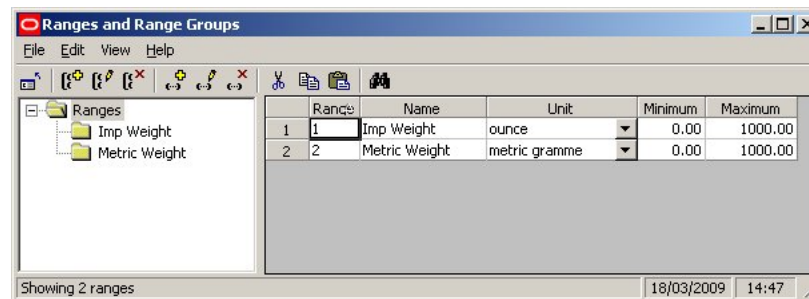 Ranges and Range Groups
File Edit View Help
Ranges
Imp Weight
Metric Weight
Range Name Unit Minimum Maximum
1 1 Imp Weight ounce 0.00 1000.00
2 2 Metric Weight metric gramme 0.00 1000.00
Showing 2 ranges 18/03/2009 14:47